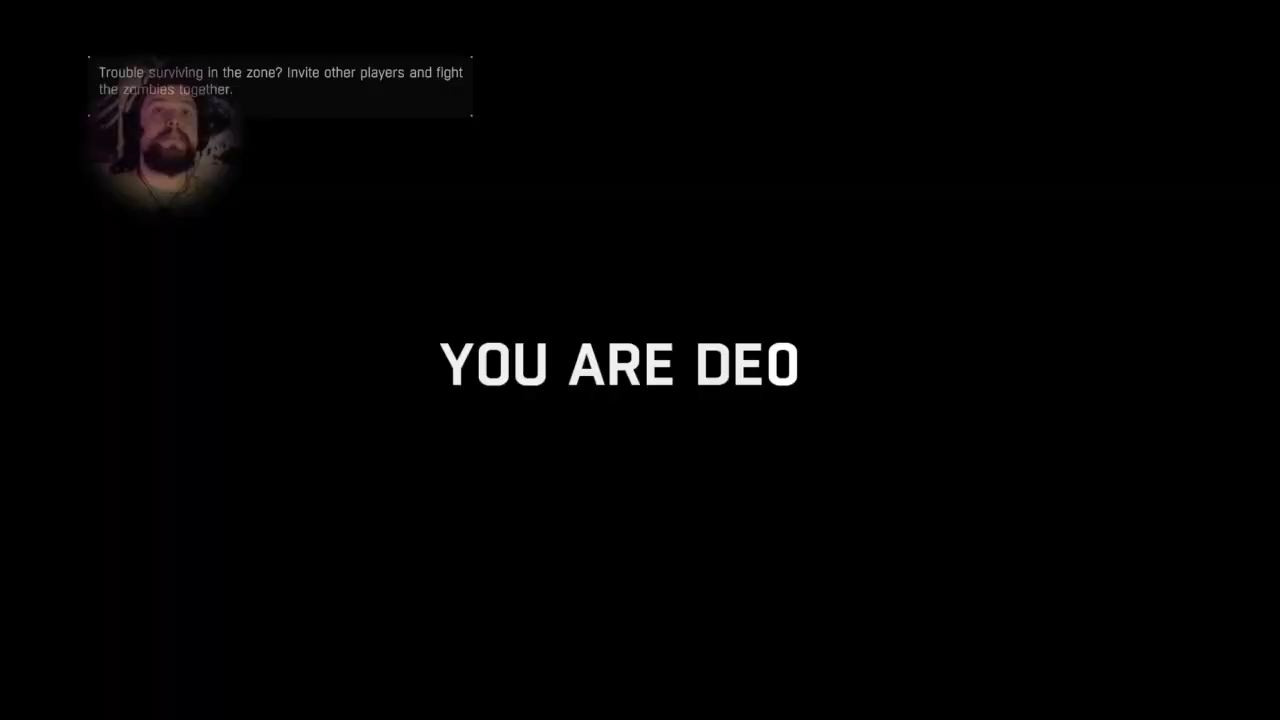 Trouble surviving in the zone? Invite other players and fight
the zombies together.
YOU ARE DEO